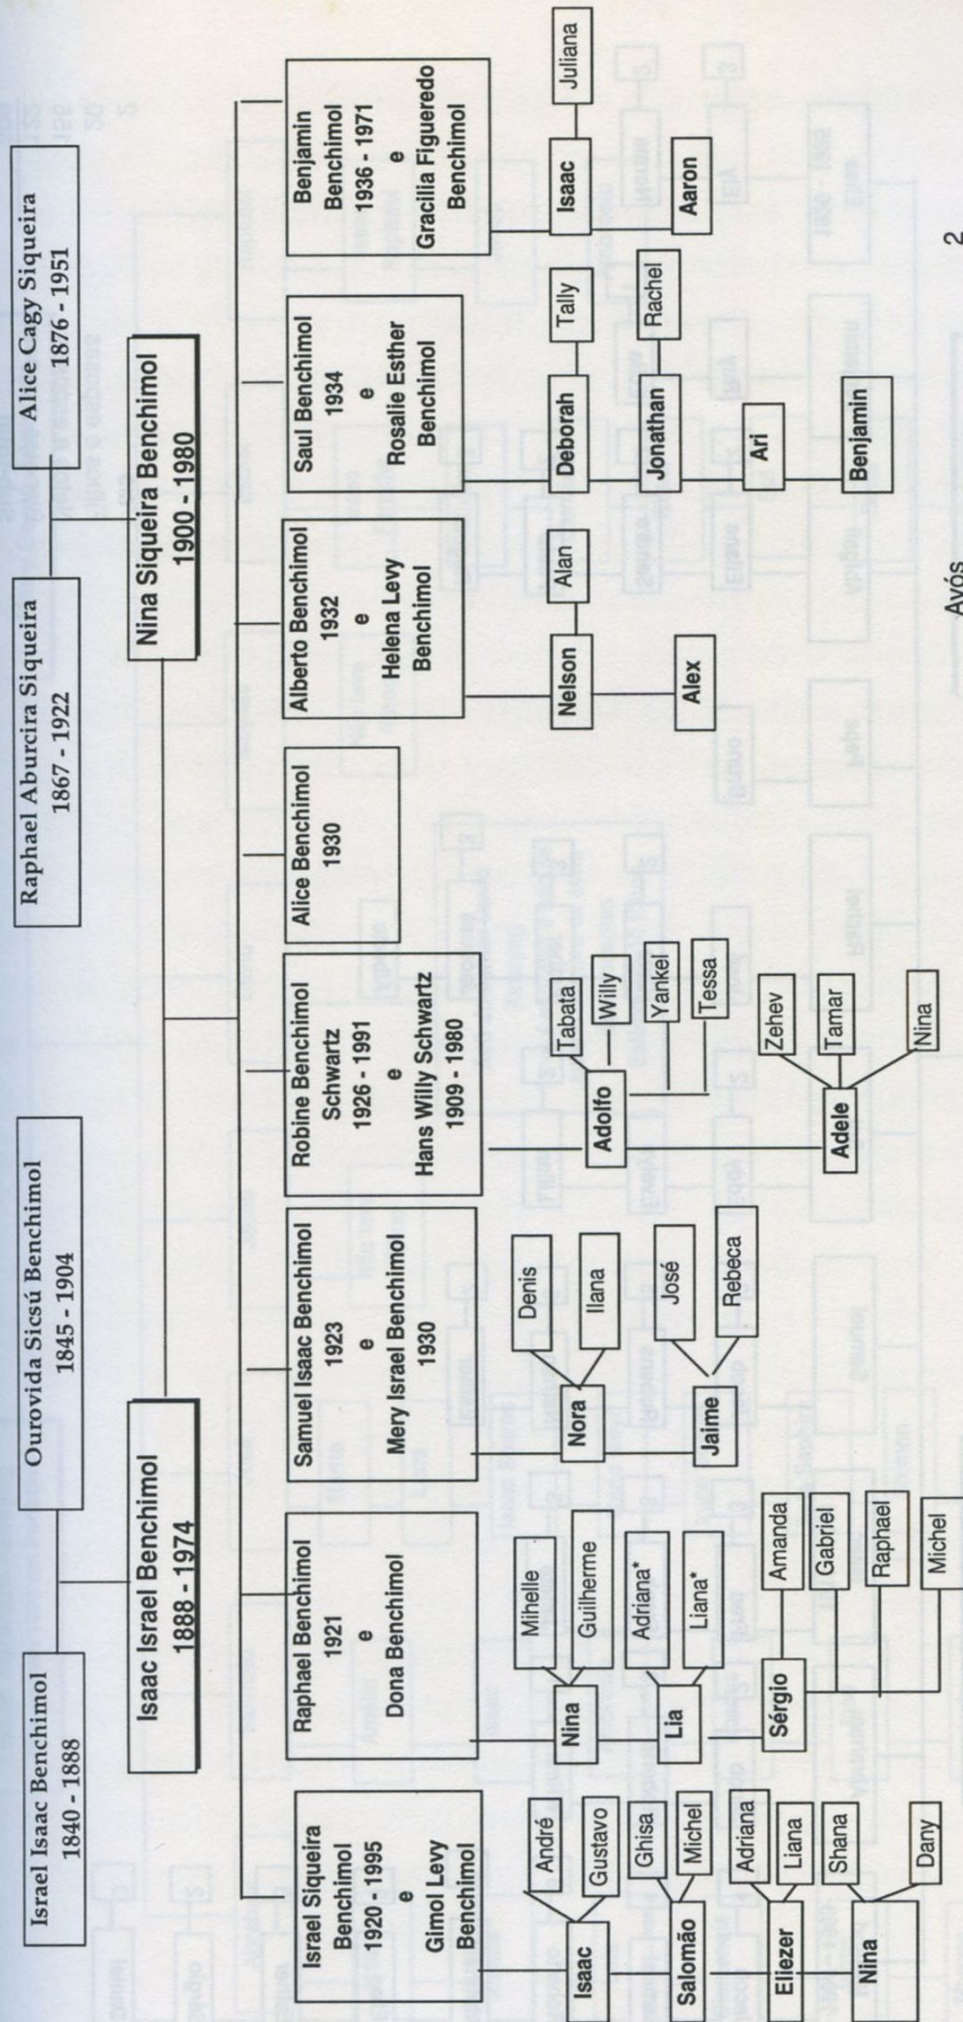 Israel Isaac Benchimol
1840 - 1888
Ourovida Sicsú Benchimol
1845 - 1904
Raphael Aburcira Siqueira
1867 - 1922
Alice Cagy Siqueira
1876 - 1951
Isaac Israel Benchimol
1888 - 1974
Nina Siqueira Benchimol
1900 - 1980
Israel Siqueira
Benchimol
1920 - 1995
e
Gimol Levy
Benchimol
Raphael Benchimol
1921
e
Dona Benchimol
Samuel Isaac Benchimol
1923
e
Mery Israel Benchimol
1930
Robine Benchimol
Schwartz
1926 - 1991
e
Hans Willy Schwartz
1909 - 1980
Alice Benchimol
1930
Alberto Benchimol
1932
e
Helena Levy
Benchimol
Saul Benchimol
1934
e
Rosalie Esther
Benchimol
Benjamin
Benchimol
1936 - 1971
e
Gracilia Figueredo
Benchimol
Isaac
André
Gustavo
Salomão
Ghisa
Michel
Eliezer
Adriana
Liana
Nina
Shana
Dany
Nina
Mihelle
Guilherme
Lia
Adriana*
Liana*
Sérgio
Amanda
Gabriel
Raphael
Michel
Nora
Denis
Ilana
Jaime
José
Rebeca
Adolfo
Tabata
Willy
Yankel
Tessa
Adele
Zehev
Tamar
Nina
Nelson
Alan
Alex
Deborah
Tally
Jonathan
Rachel
Ari
Benjamin
Isaac
Juliana
Aaron
Avós 2